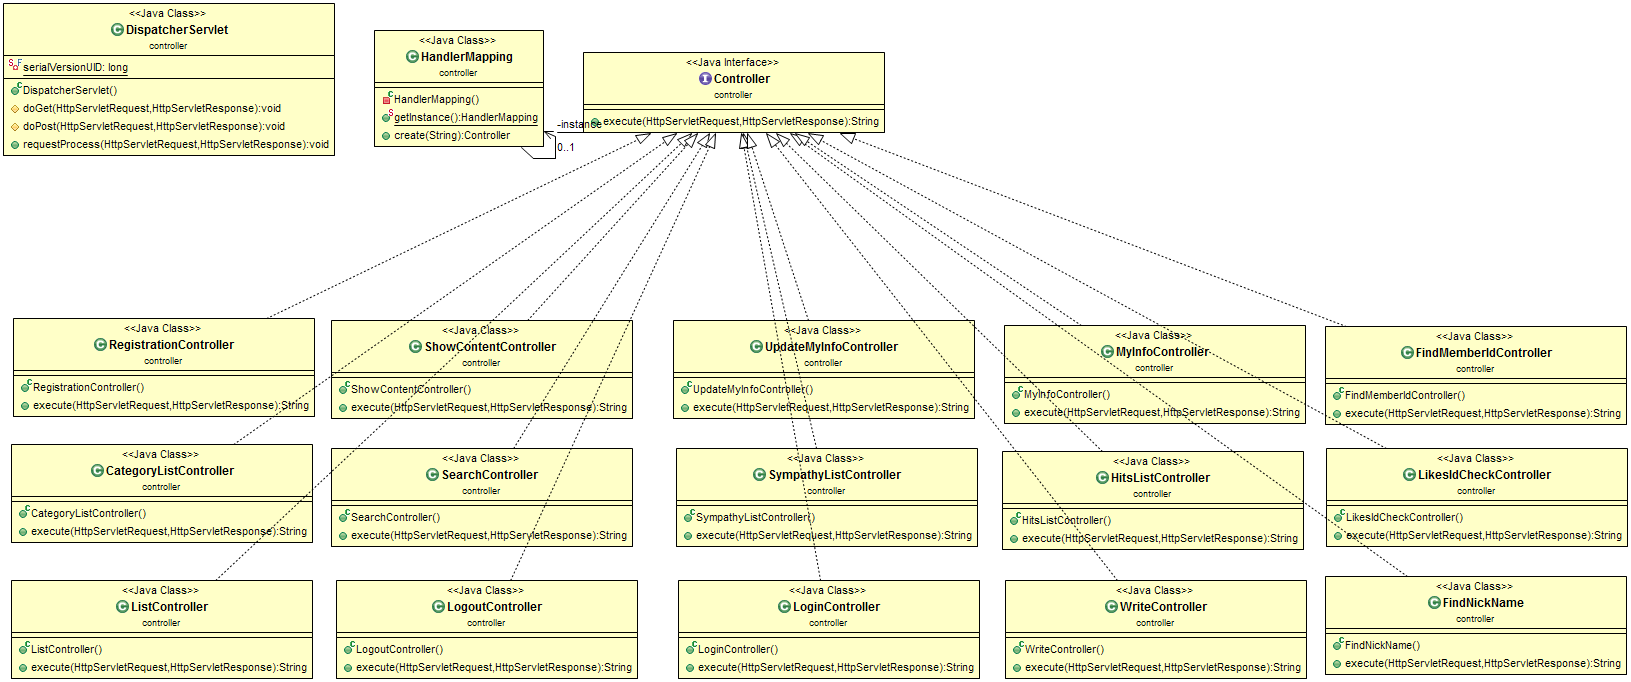 <<Java Class>>
DispatcherServlet
controller
serialVersionUID: long
DispatcherServlet()
doGet(HttpServletRequest,HttpServletResponse):void
doPost(HttpServletRequest,HttpServletResponse):void
requestProcess(HttpServletRequest,HttpServletResponse):void
<<Java Class>>
HandlerMapping
controller
HandlerMapping()
getInstance():HandlerMapping
create(String):Controller
-instance
0..1
<<Java Interface>>
Controller
controller
execute(HttpServletRequest,HttpServletResponse):String
<<Java Class>>
RegistrationController
controller
RegistrationController()
execute(HttpServletRequest,HttpServletResponse):String
<<Java Class>>
ShowContentController
controller
ShowContentController()
execute(HttpServletRequest,HttpServletResponse):String
<<Java Class>>
UpdateMyInfoController
controller
UpdateMyInfoController()
execute(HttpServletRequest,HttpServletResponse):String
<<Java Class>>
MyInfoController
controller
MyInfoController()
execute(HttpServletRequest,HttpServletResponse):String
<<Java Class>>
FindMemberIdController
controller
FindMemberIdController()
execute(HttpServletRequest,HttpServletResponse):String
<<Java Class>>
CategoryListController
controller
CategoryListController()
execute(HttpServletRequest,HttpServletResponse):String
<<Java Class>>
SearchController
controller
SearchController()
execute(HttpServletRequest,HttpServletResponse):String
<<Java Class>>
SympathyListController
controller
SympathyListController()
execute(HttpServletRequest,HttpServletResponse):String
<<Java Class>>
HitsListController
controller
HitsListController()
execute(HttpServletRequest,HttpServletResponse):String
<<Java Class>>
LikesIdCheckController
controller
LikesIdCheckController()
execute(HttpServletRequest,HttpServletResponse):String
<<Java Class>>
ListController
controller
ListController()
execute(HttpServletRequest,HttpServletResponse):String
<<Java Class>>
LogoutController
controller
LogoutController()
execute(HttpServletRequest,HttpServletResponse):String
<<Java Class>>
LoginController
controller
LoginController()
execute(HttpServletRequest,HttpServletResponse):String
<<Java Class>>
WriteController
controller
WriteController()
execute(HttpServletRequest,HttpServletResponse):String
<<Java Class>>
FindNickName
controller
FindNickName()
execute(HttpServletRequest,HttpServletResponse):String